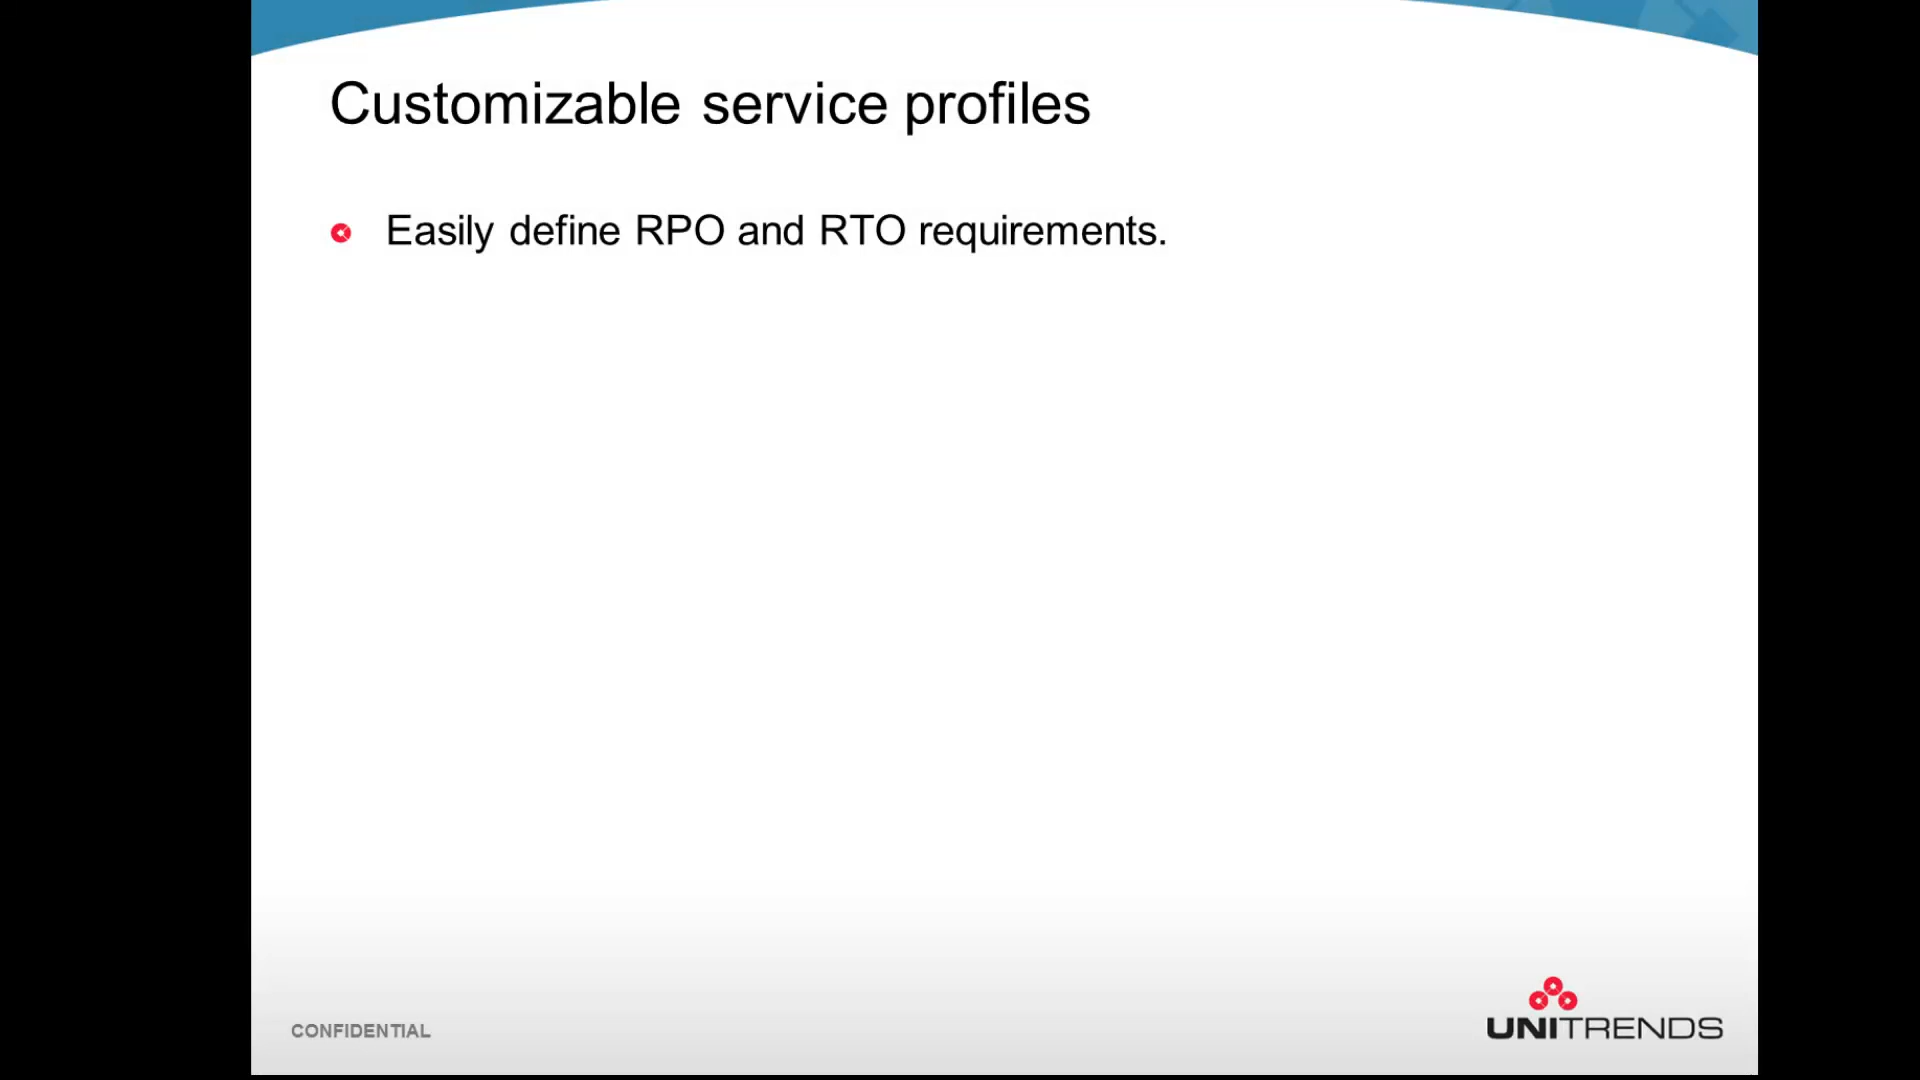 Customizable service profiles
Easily define RPO and RTO requirements.
CONFIDENTIAL
UNITRENDS